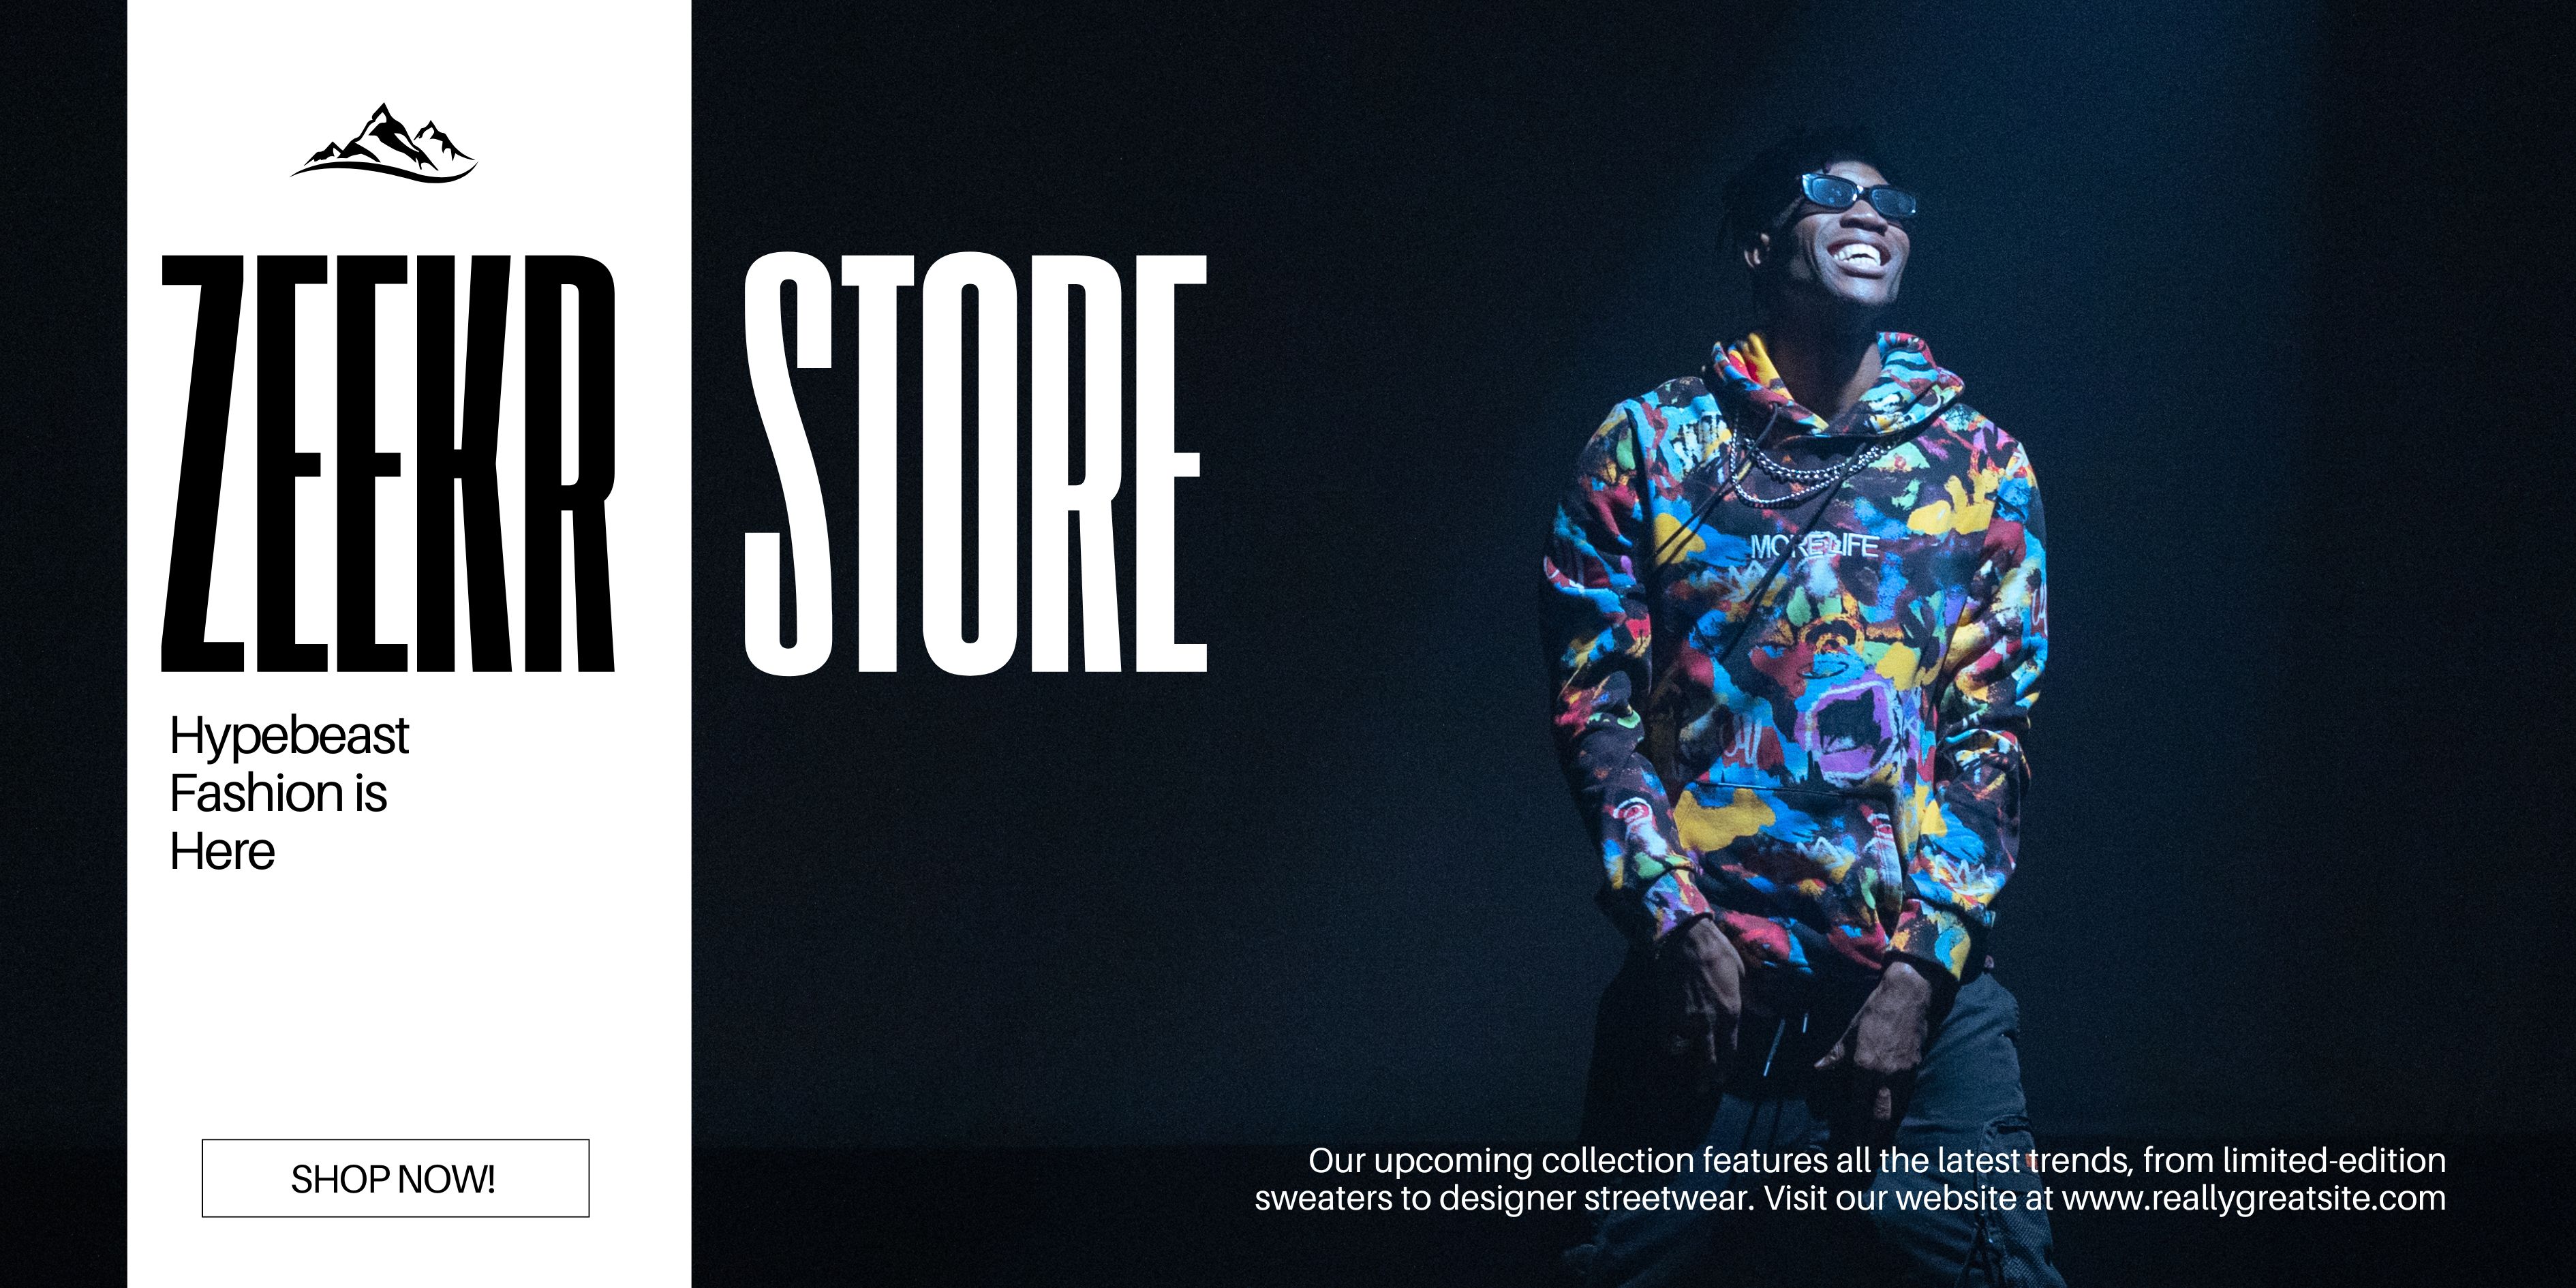 ZEEKR STORE
Hypebeast
Fashion is
Here
SHOP NOW!
MORE LIFE
Our upcoming collection features all the latest trends, from limited-edition
sweaters to designer streetwear. Visit our website at www.reallygreatsite.com